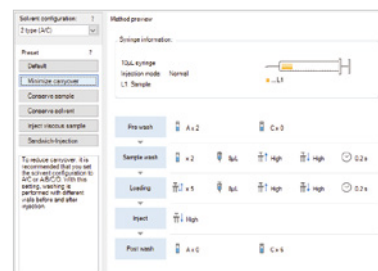 Solvent configuration: ?
2 type (A/C)
Preset ?
Default
Minimize carryover
Conserve sample
Conserve solvent
Inject viscous sample
Sandwich-Injection
To reduce carryover, it is
recommended that you set
the solvent configuration to
A/C or AB/CD. With this
setting, washing is
performed with different
vials before and after
injection.
Method preview
Syringe information:
10μL syringe
Injection mode: Normal
L1: Sample
...L1
Pre wash A x 2 C x 0
Sample wash x 2 8μL High High 0.2 s
Loading x 5 8μL High High 0.2 s
Inject High
Post wash A x 0 C x 6